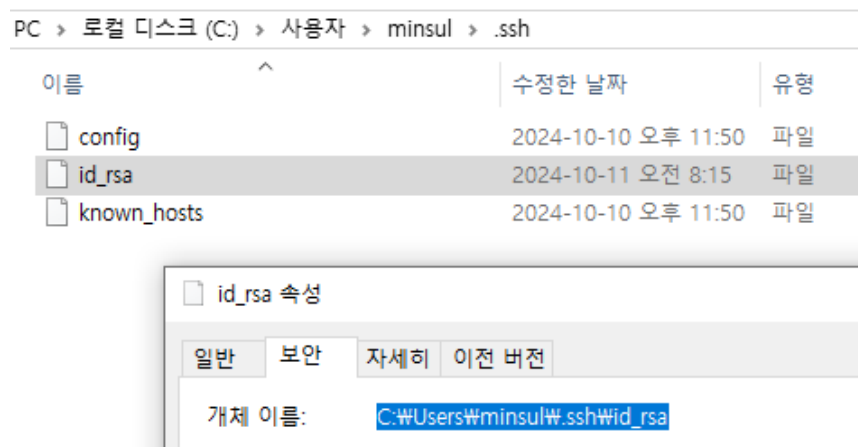 PC > 로컬 디스크 (C:) > 사용자 > minsul > .ssh
이름 수정한 날짜 유형
config 2024-10-10 오후 11:50 파일
id_rsa 2024-10-11 오전 8:15 파일
known_hosts 2024-10-10 오후 11:50 파일
id_rsa 속성
일반 보안 자세히 이전 버전
개체 이름: C:₩Users₩minsul₩.ssh₩id_rsa